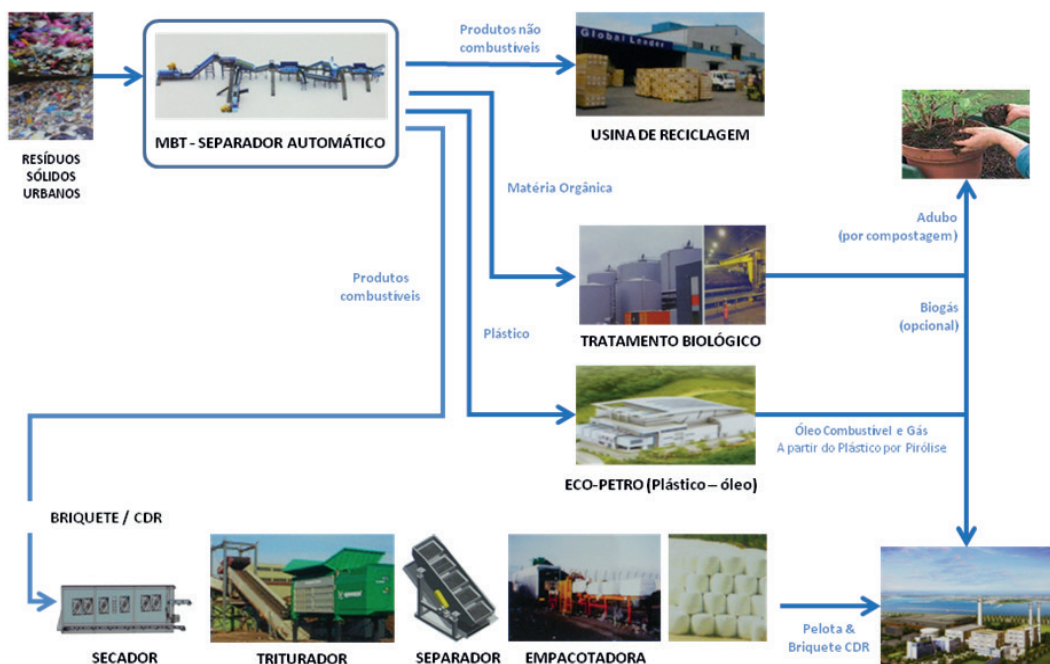 Produtos não
combustíveis
Global Leader
MBT - SEPARADOR AUTOMÁTICO
USINA DE RECICLAGEM
RESÍDUOS
SÓLIDOS
URBANOS
Matéria Orgânica
Adubo
(por compostagem)
Produtos
combustíveis
Biogás
(opcional)
Plástico
TRATAMENTO BIOLÓGICO
Óleo Combustível e Gás
A partir do Plástico por Pirólise
ECO-PETRO (Plástico – óleo)
BRIQUETE / CDR
Pelota &
Briquete CDR
SECADOR
TRITURADOR
SEPARADOR
EMPACOTADORA